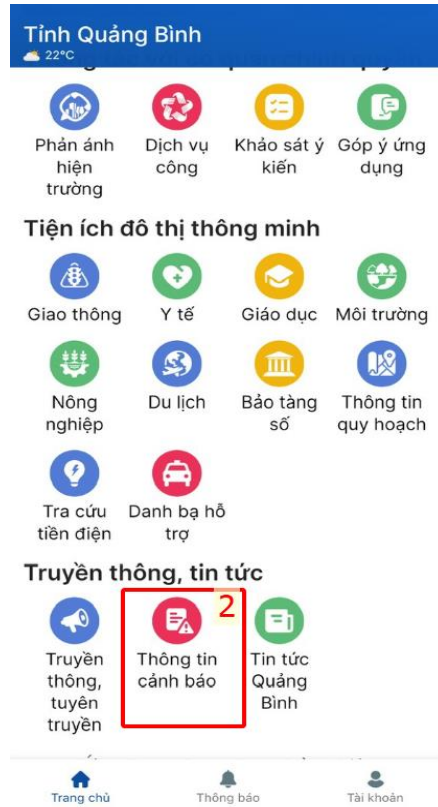 Tỉnh Quảng Bình
22°C
Phản ánh
hiện
trường
Dịch vụ
công
Khảo sát ý
kiến
Góp ý ứng
dụng
Tiện ích đô thị thông minh
Giao thông
Y tế
Giáo dục
Môi trường
Nông
nghiệp
Du lịch
Bảo tàng
số
Thông tin
quy hoạch
Tra cứu
tiền điện
Danh bạ hỗ
trợ
Truyền thông, tin tức
2
Truyền
thông,
tuyên
truyền
Thông tin
cảnh báo
Tin tức
Quảng
Bình
Trang chủ
Thông báo
Tài khoản